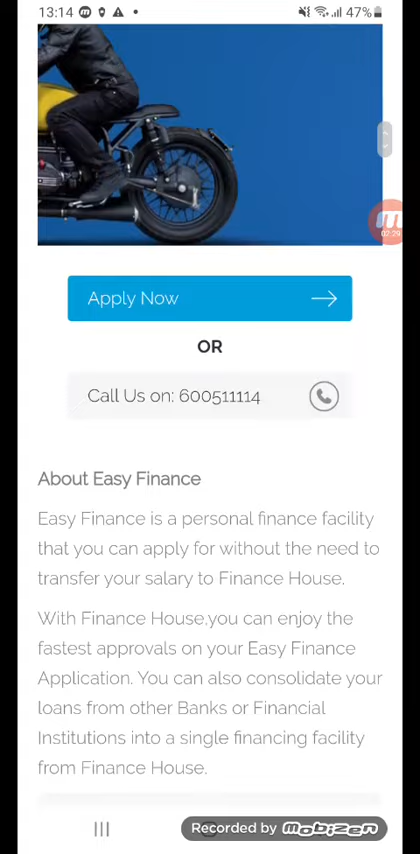 13:14
47%
02:29
Apply Now
OR
Call Us on: 600511114
About Easy Finance
Easy Finance is a personal finance facility
that you can apply for without the need to
transfer your salary to Finance House.
With Finance House,you can enjoy the
fastest approvals on your Easy Finance
Application. You can also consolidate your
loans from other Banks or Financial
Institutions into a single financing facility
from Finance House.
Recorded by mobizen